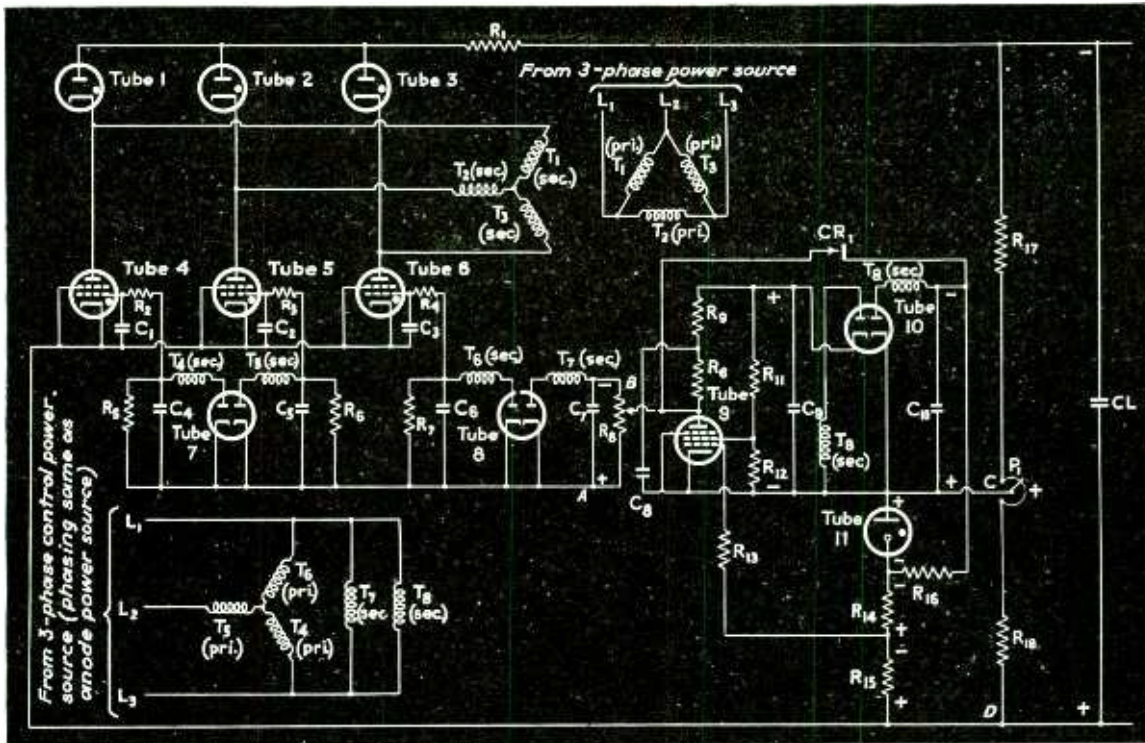 R1
Tube 1
Tube 2
Tube 3
From 3-phase power source
L1
L2
L3
(pri.)
T1
(pri.)
T3
T2 (pri.)
T2 (sec.)
T1
(sec.)
T3
(sec)
R17
CR1
T8 (sec)
Tube 4
Tube 5
Tube 6
R2
R3
R4
C1
C2
C3
Tube
10
R9
R8
R11
C9
C10
CL
T4 (sec)
T5 (sec)
T6
(sec)
T7 (sec)
B
R5
C4
Tube
7
C5
R6
R7
C6
Tube
8
C7
R8
Tube
9
T8
(sec)
R12
A
C8
C
P1
Tube
11
R13
R16
R14
R15
R18
D
From 3-phase control power
source (phasing same as
anode power source)
L1
L2
L3
T6
(pri)
T5
(pri.)
T4
(pri)
T7
(sec
T8
(sec.)